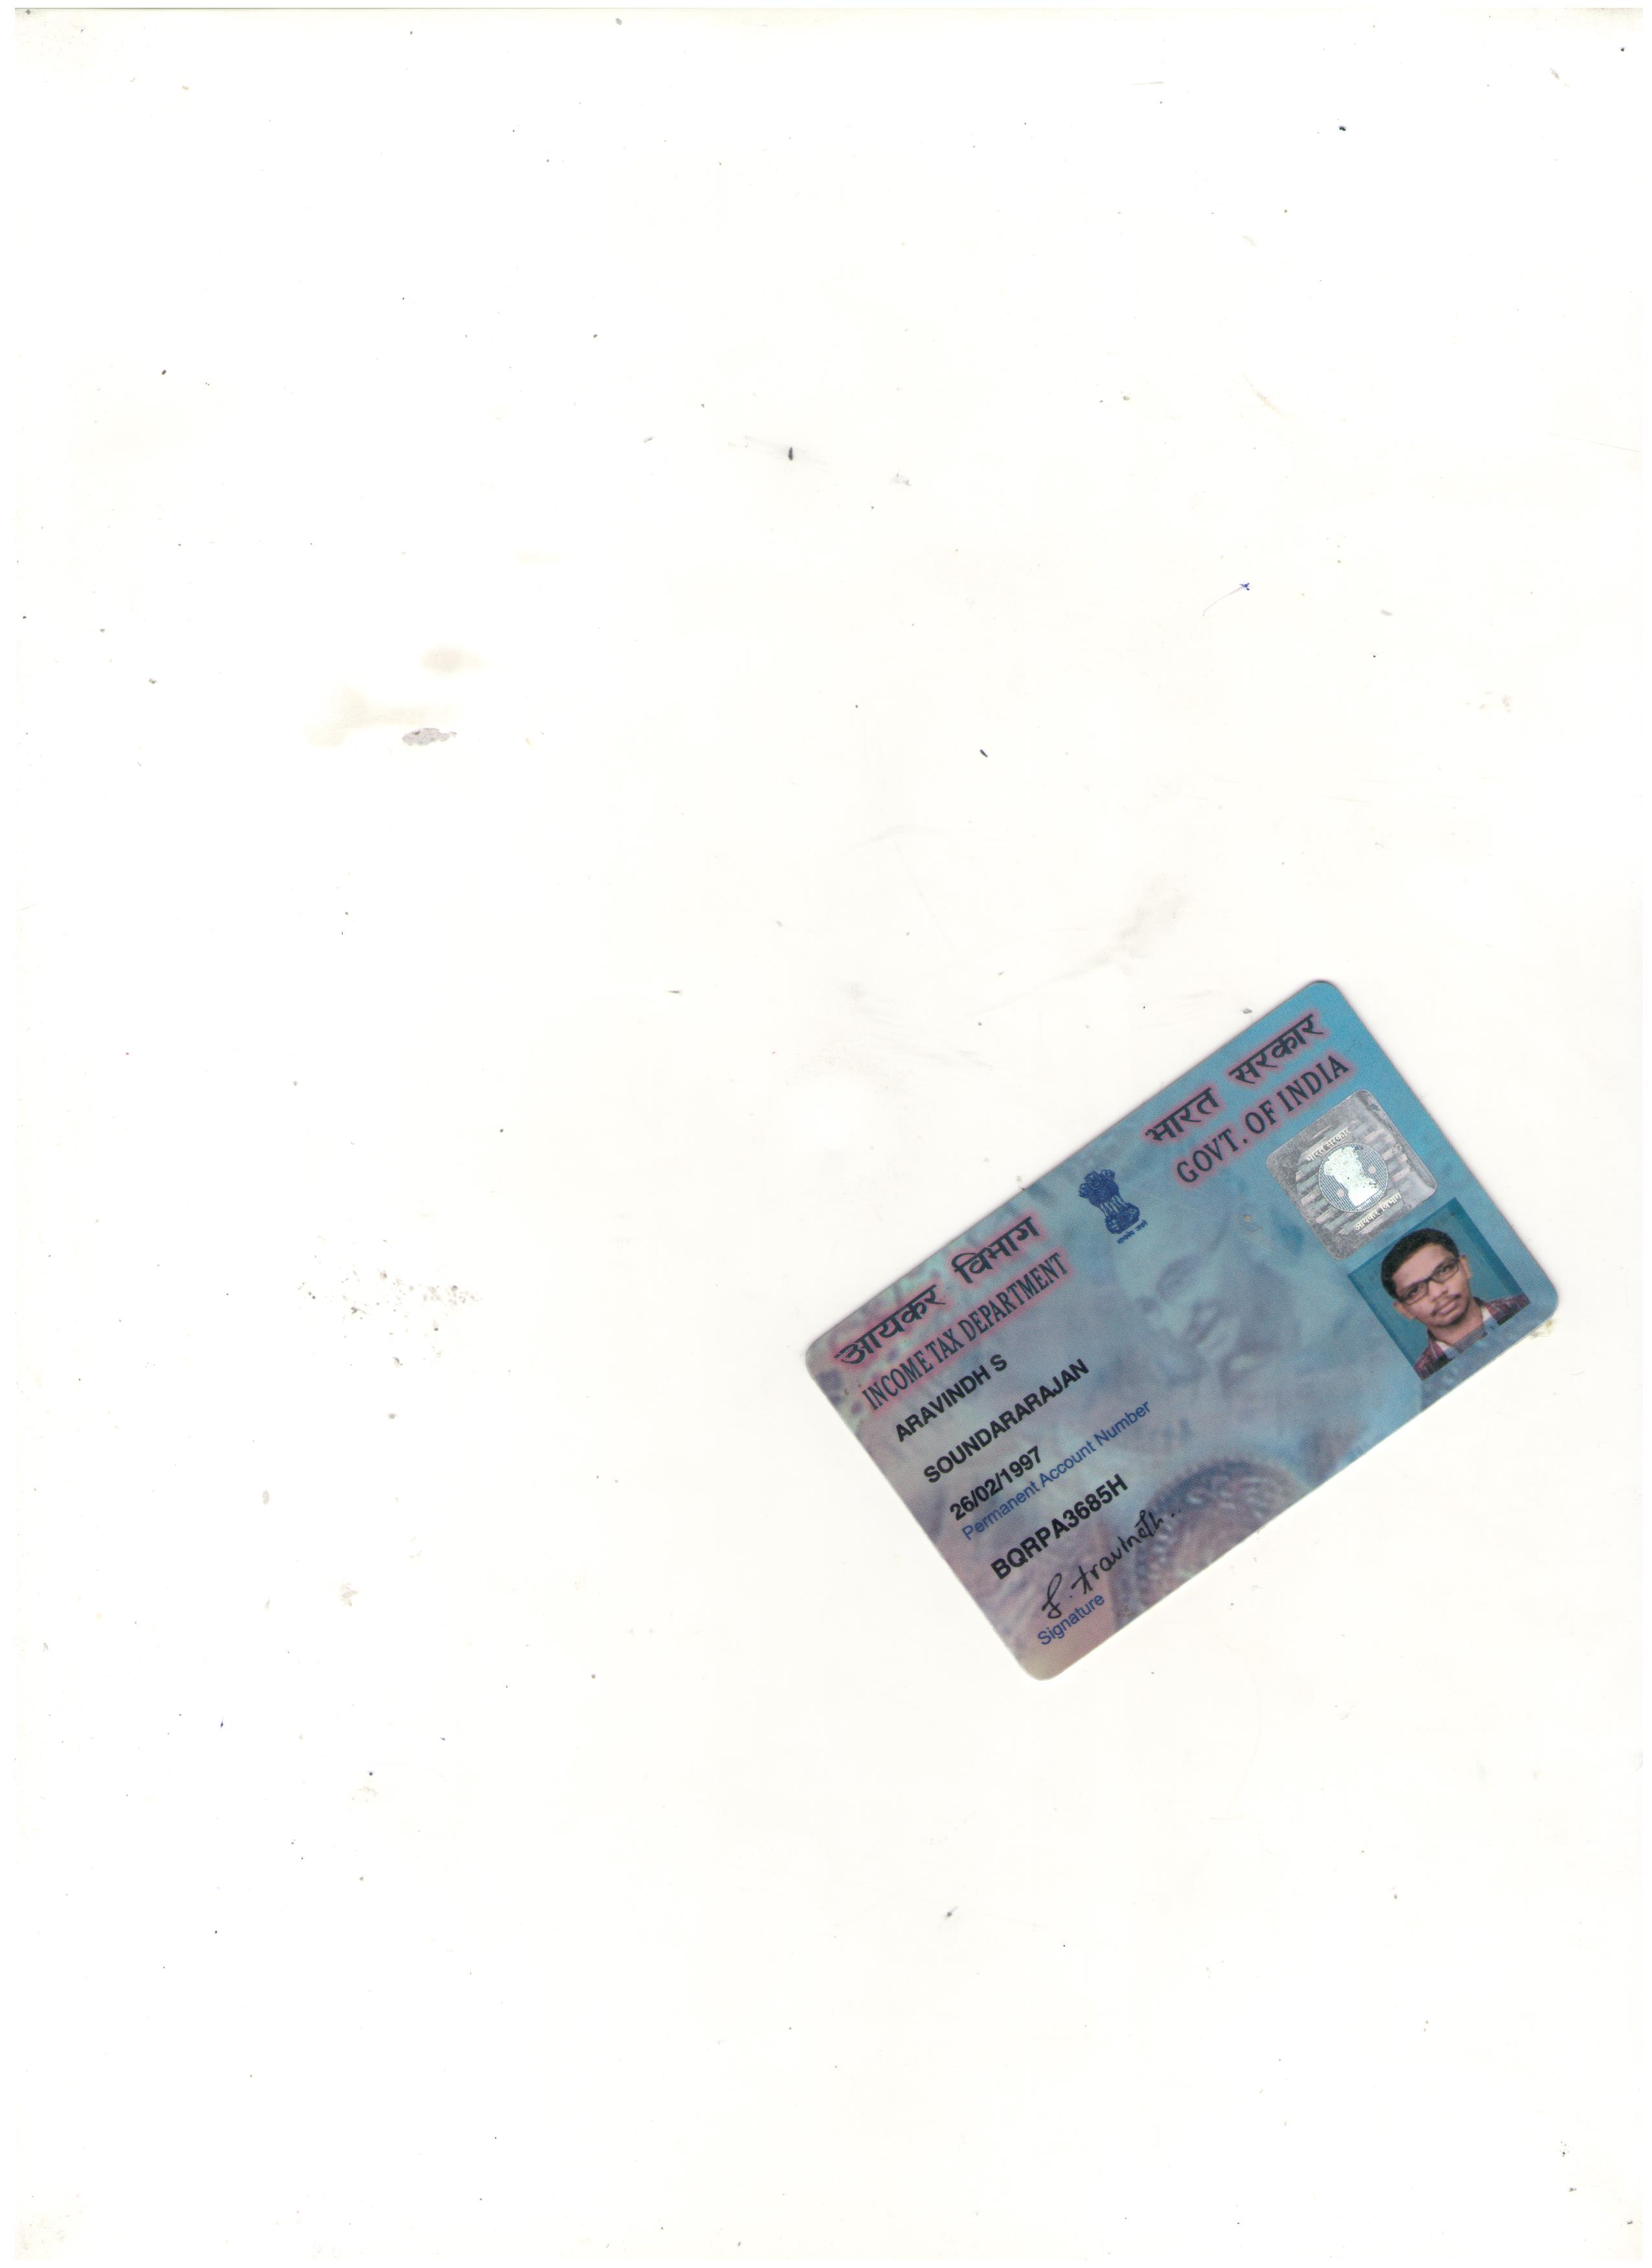 आयकर विभाग
INCOME TAX DEPARTMENT
भारत सरकार
GOVT. OF INDIA
सत्यमेव जयते
भारत सरकार
आयकर विभाग
ARAVINDH S
SOUNDARARAJAN
26/02/1997
Permanent Account Number
BQRPA3685H
S. Aravindh..
Signature